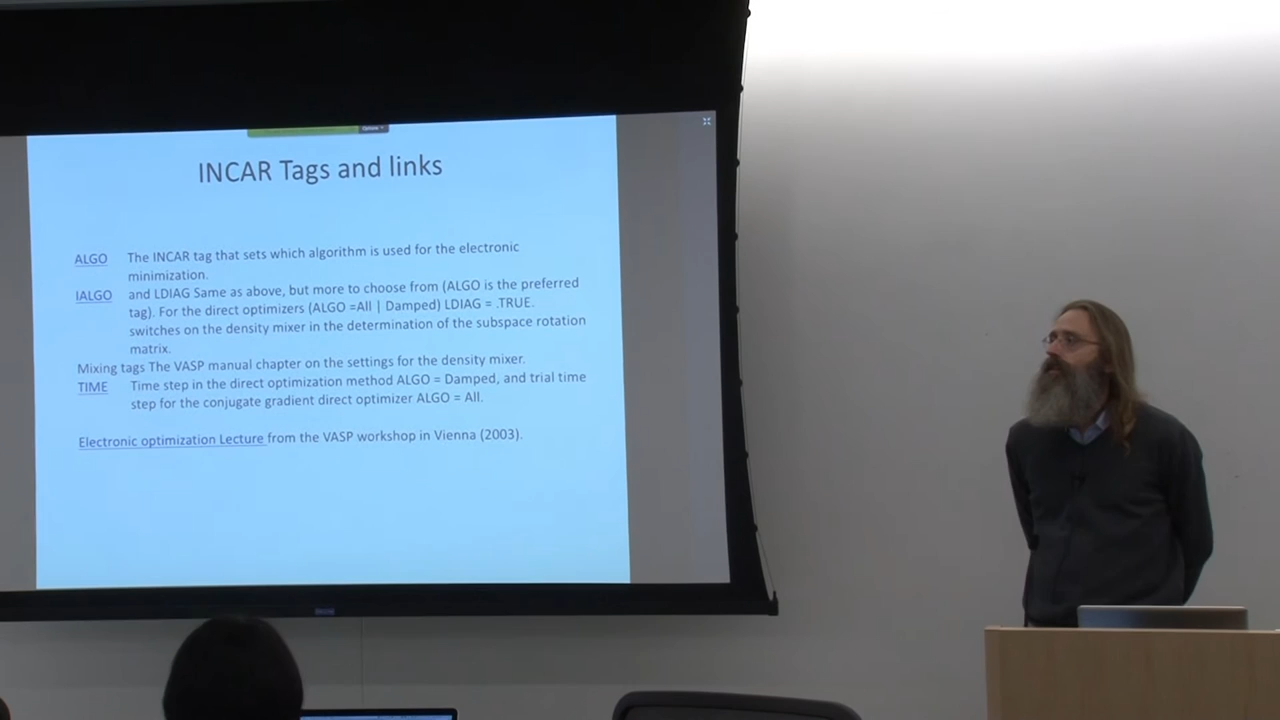 Options
INCAR Tags and links
ALGO The INCAR tag that sets which algorithm is used for the electronic
minimization.
IALGO and LDIAG Same as above, but more to choose from (ALGO is the preferred
tag). For the direct optimizers (ALGO =All | Damped) LDIAG = .TRUE.
switches on the density mixer in the determination of the subspace rotation
matrix.
Mixing tags The VASP manual chapter on the settings for the density mixer.
TIME Time step in the direct optimization method ALGO = Damped, and trial time
step for the conjugate gradient direct optimizer ALGO = All.
Electronic optimization Lecture from the VASP workshop in Vienna (2003).